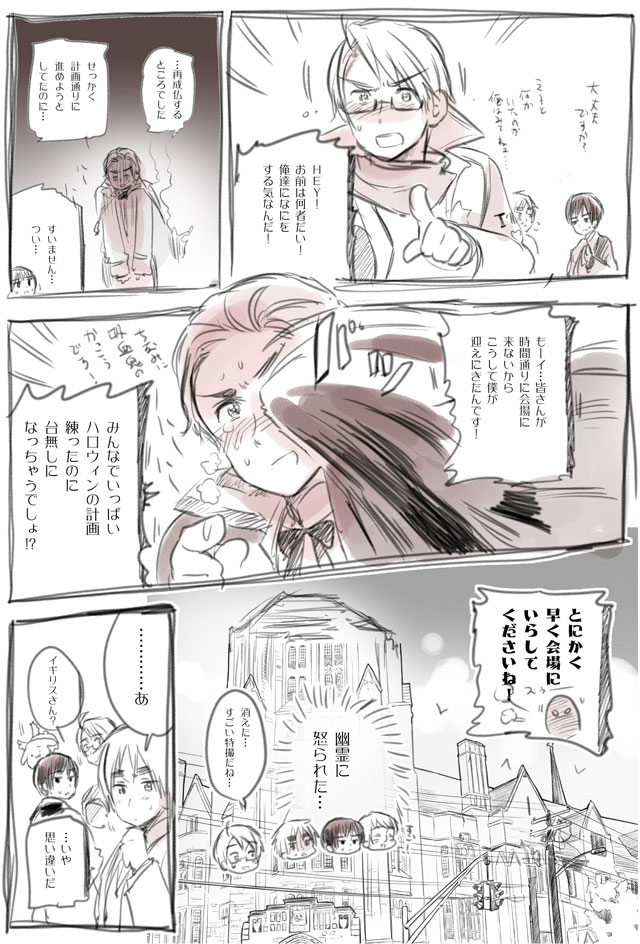 大丈夫
ですか?
HEY!
お前は何者だい!
俺達になにを
する気なんだ!
…再成仏する
ところでした
せっかく
計画通りに
進めようと
してたのに…
すいません…
つい…
もーイ…皆さんが
時間通りに会場に
来ないから
こうして僕が
迎えにきたんです!
吸血鬼の
かっこう
です!
みんなでいっぱい
ハロウィンの計画
練ったのに
台無しに
なっちゃうでしょ!?
とにかく
早く会場に
いらして
くださいね!
幽霊に
怒られた…
消えた…
すごい特撮だね…
…………あ
イギリスさん?
…いや
思い違いだ